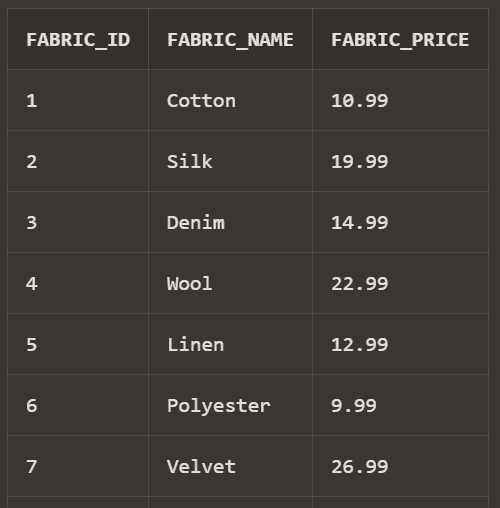 FABRIC_ID FABRIC_NAME FABRIC_PRICE
1 Cotton 10.99
2 Silk 19.99
3 Denim 14.99
4 Wool 22.99
5 Linen 12.99
6 Polyester 9.99
7 Velvet 26.99